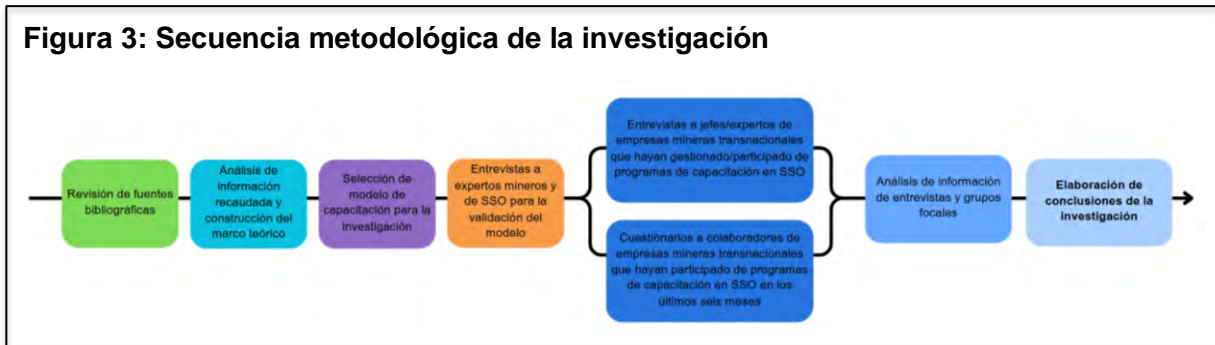 Figura 3: Secuencia metodológica de la investigación
Revisión de fuentes
bibliográficas
Análisis de
información
recaudada y
construcción del
marco teórico
Selección de
modelo de
capacitación para la
investigación
Entrevistas a
expertos mineros y
de SSO para la
validación del
modelo
Entrevistas a jefes/expertos de
empresas mineras transnacionales
que hayan gestionado/participado de
programas de capacitación en SSO
Cuestionarios a colaboradores de
empresas mineras transnacionales
que hayan participado de programas
de capacitación en SSO en los
últimos seis meses
Análisis de información
de entrevistas y grupos
focales
Elaboración de
conclusiones de la
investigación